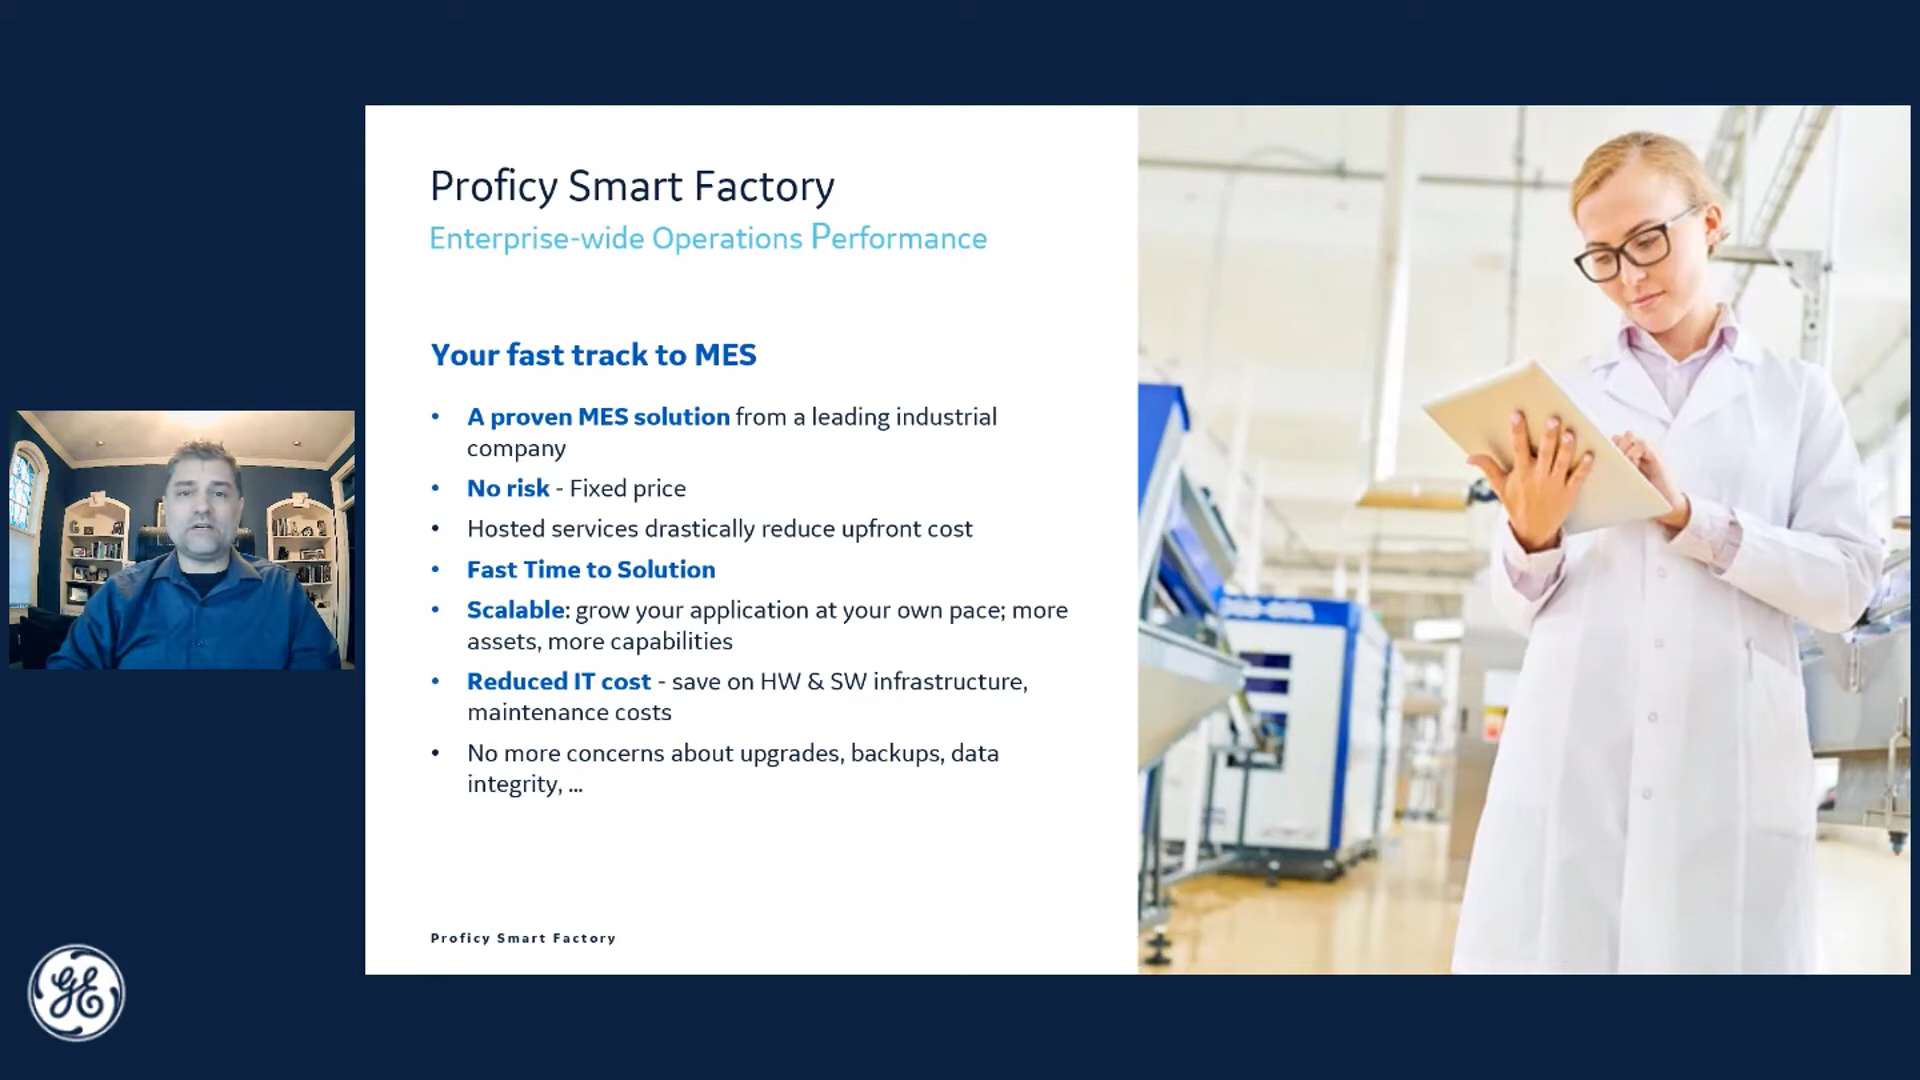 Proficy Smart Factory
Enterprise-wide Operations Performance
Your fast track to MES
• A proven MES solution from a leading industrial
company
• No risk - Fixed price
• Hosted services drastically reduce upfront cost
• Fast Time to Solution
• Scalable: grow your application at your own pace; more
assets, more capabilities
• Reduced IT cost - save on HW & SW infrastructure,
maintenance costs
• No more concerns about upgrades, backups, data
integrity, ...
Proficy Smart Factory
GE